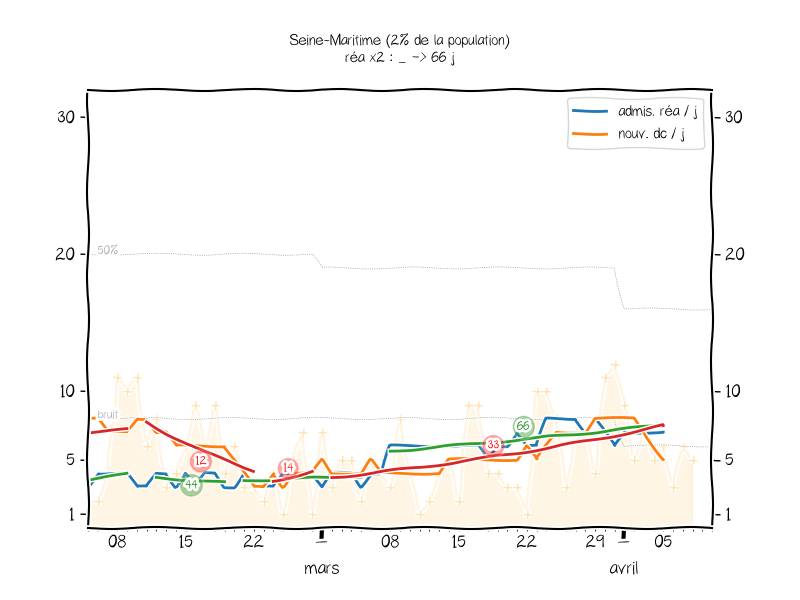 Seine-Maritime (2% de la population)
réa x2 : _ -> 66 j
admis. réa / j
nouv. dc / j
30 30
50%
20 20
10 10
bruit
66
33
12 14
44
5 5
1 1
08 15 22 1 08 15 22 29 1 05
mars avril